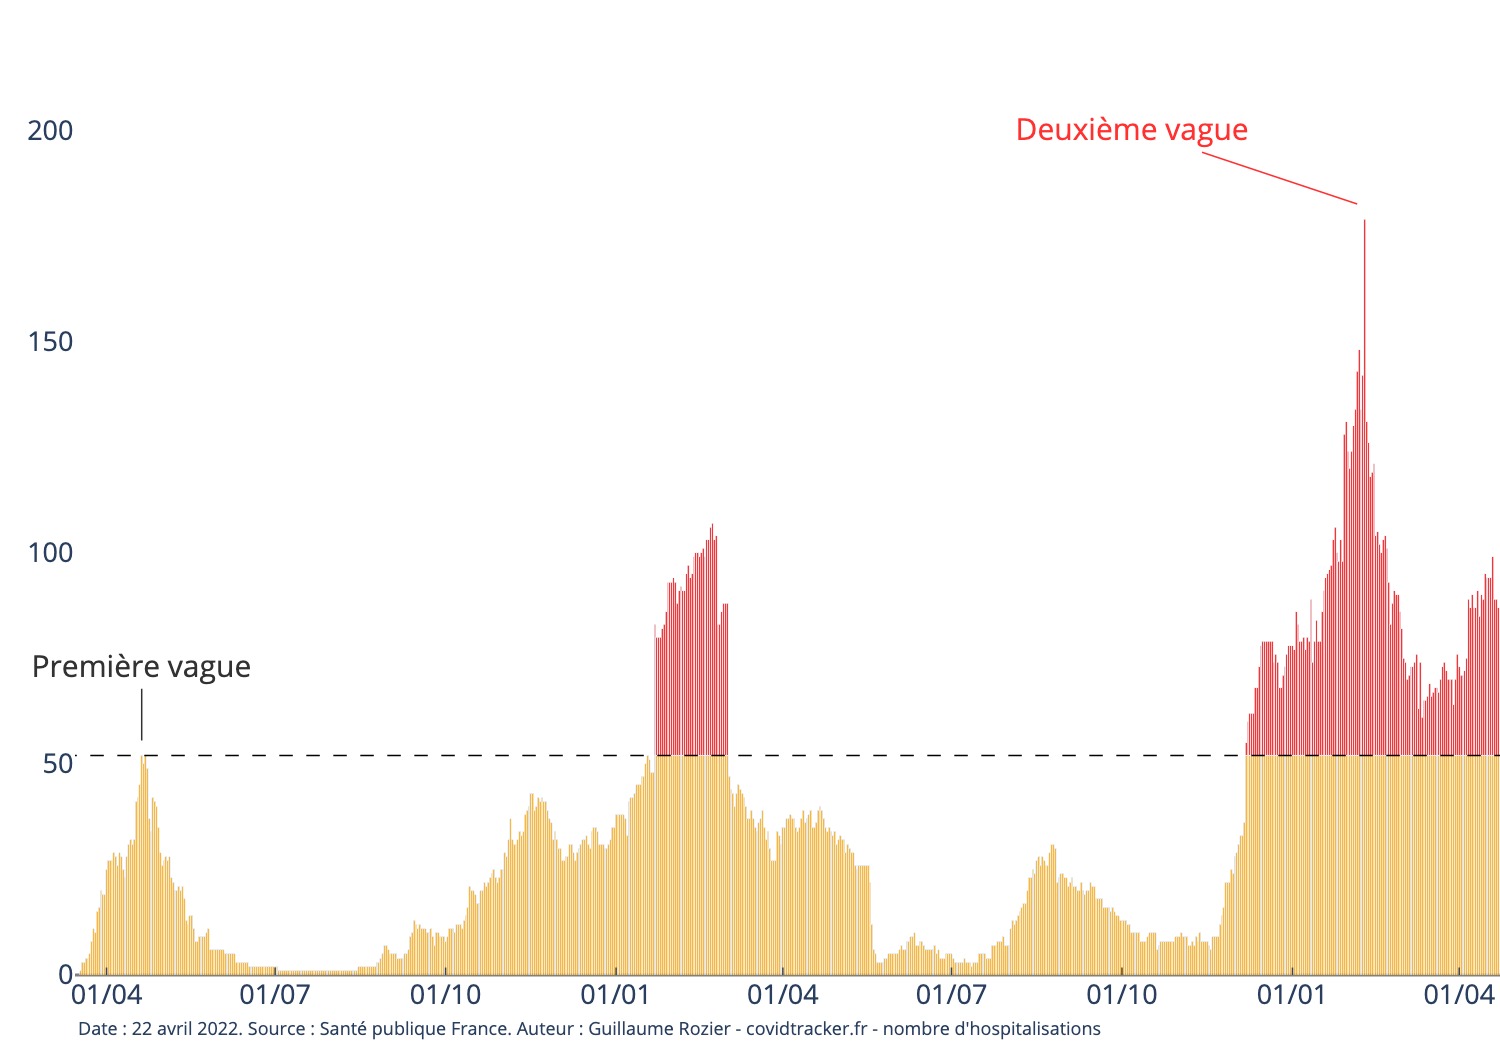 200
Deuxième vague
150
100
Première vague
50
0
01/04 01/07 01/10 01/01 01/04 01/07 01/10 01/01 01/04
Date : 22 avril 2022. Source : Santé publique France. Auteur : Guillaume Rozier - covidtracker.fr - nombre d'hospitalisations